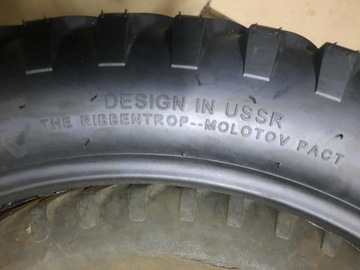 DESIGN IN USSR
THE RIBBENTROP--MOLOTOV PACT